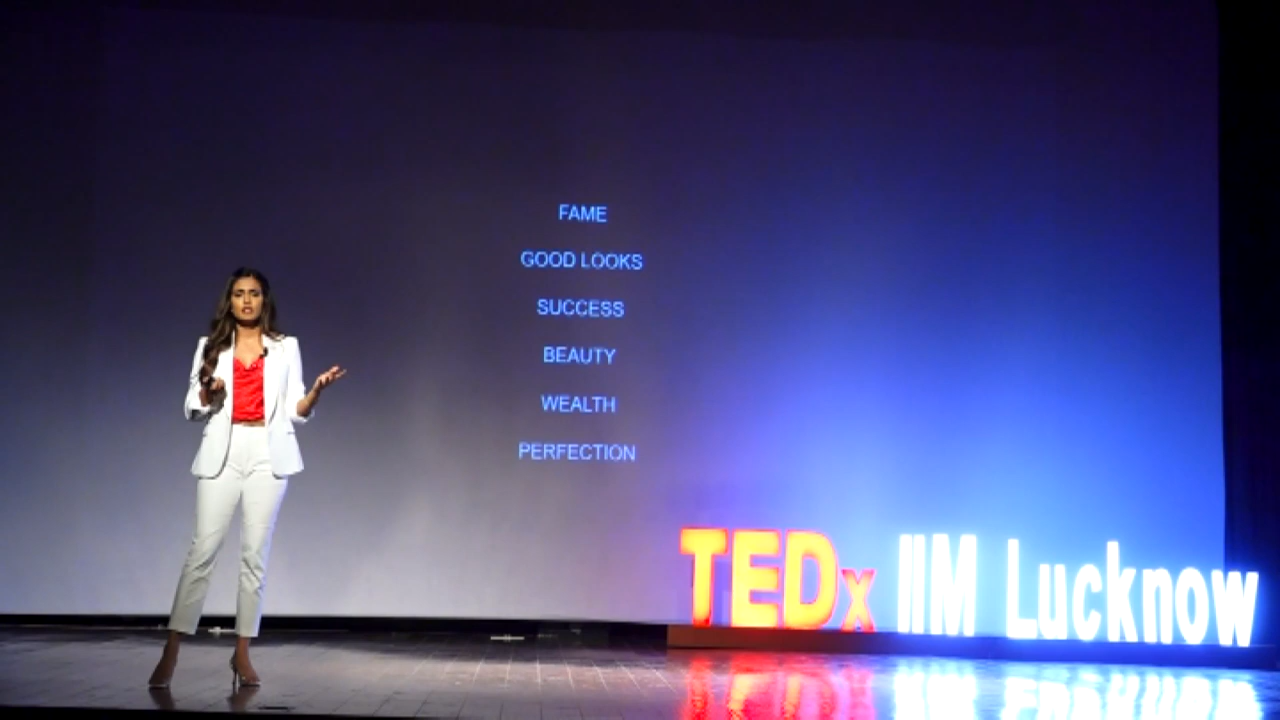 FAME
GOOD LOOKS
SUCCESS
BEAUTY
WEALTH
PERFECTION
TEDx IIM Lucknow